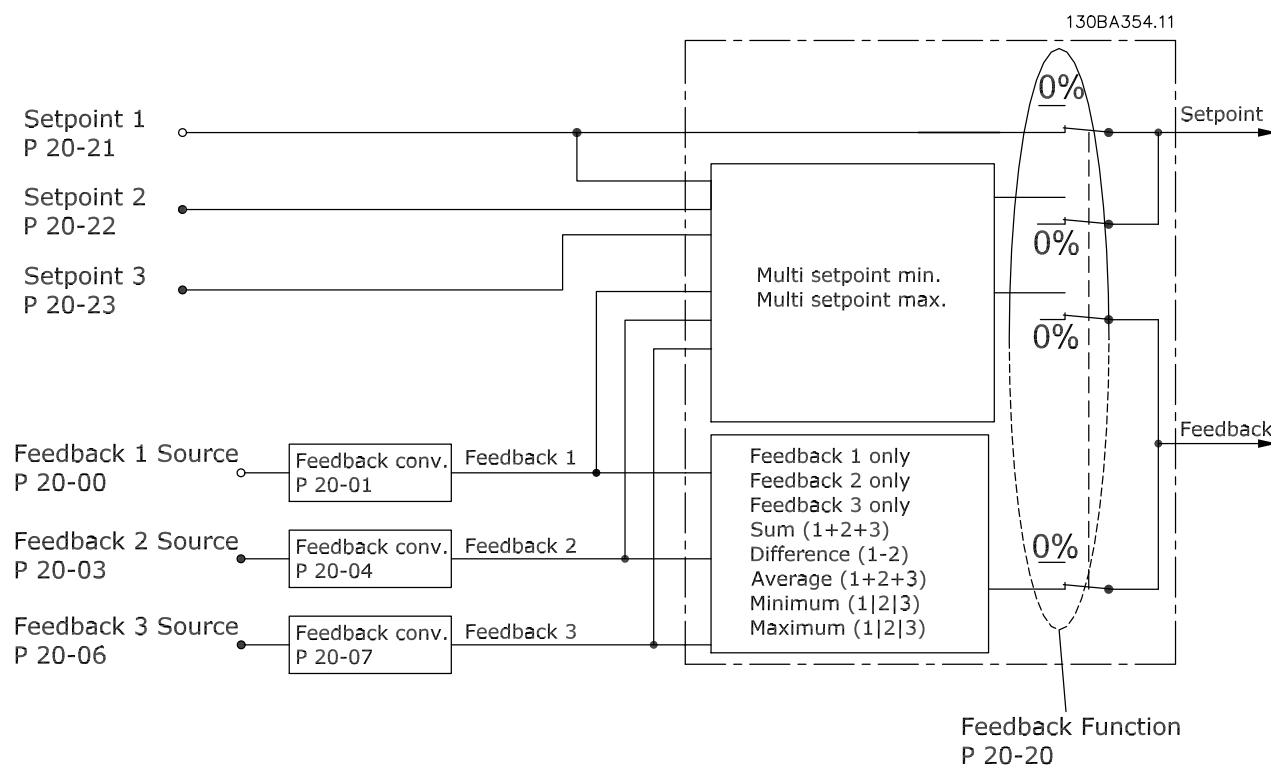 130BA354.11
0%
Setpoint 1
P 20-21
Setpoint
Setpoint 2
P 20-22
0%
Setpoint 3
P 20-23
Multi setpoint min.
Multi setpoint max.
0%
Feedback
Feedback 1 Source
P 20-00
Feedback conv.
P 20-01
Feedback 1
Feedback 2 Source
P 20-03
Feedback conv.
P 20-04
Feedback 2
Feedback 3 Source
P 20-06
Feedback conv.
P 20-07
Feedback 3
Feedback 1 only
Feedback 2 only
Feedback 3 only
Sum (1+2+3)
Difference (1-2)
Average (1+2+3)
Minimum (1|2|3)
Maximum (1|2|3)
0%
Feedback Function
P 20-20